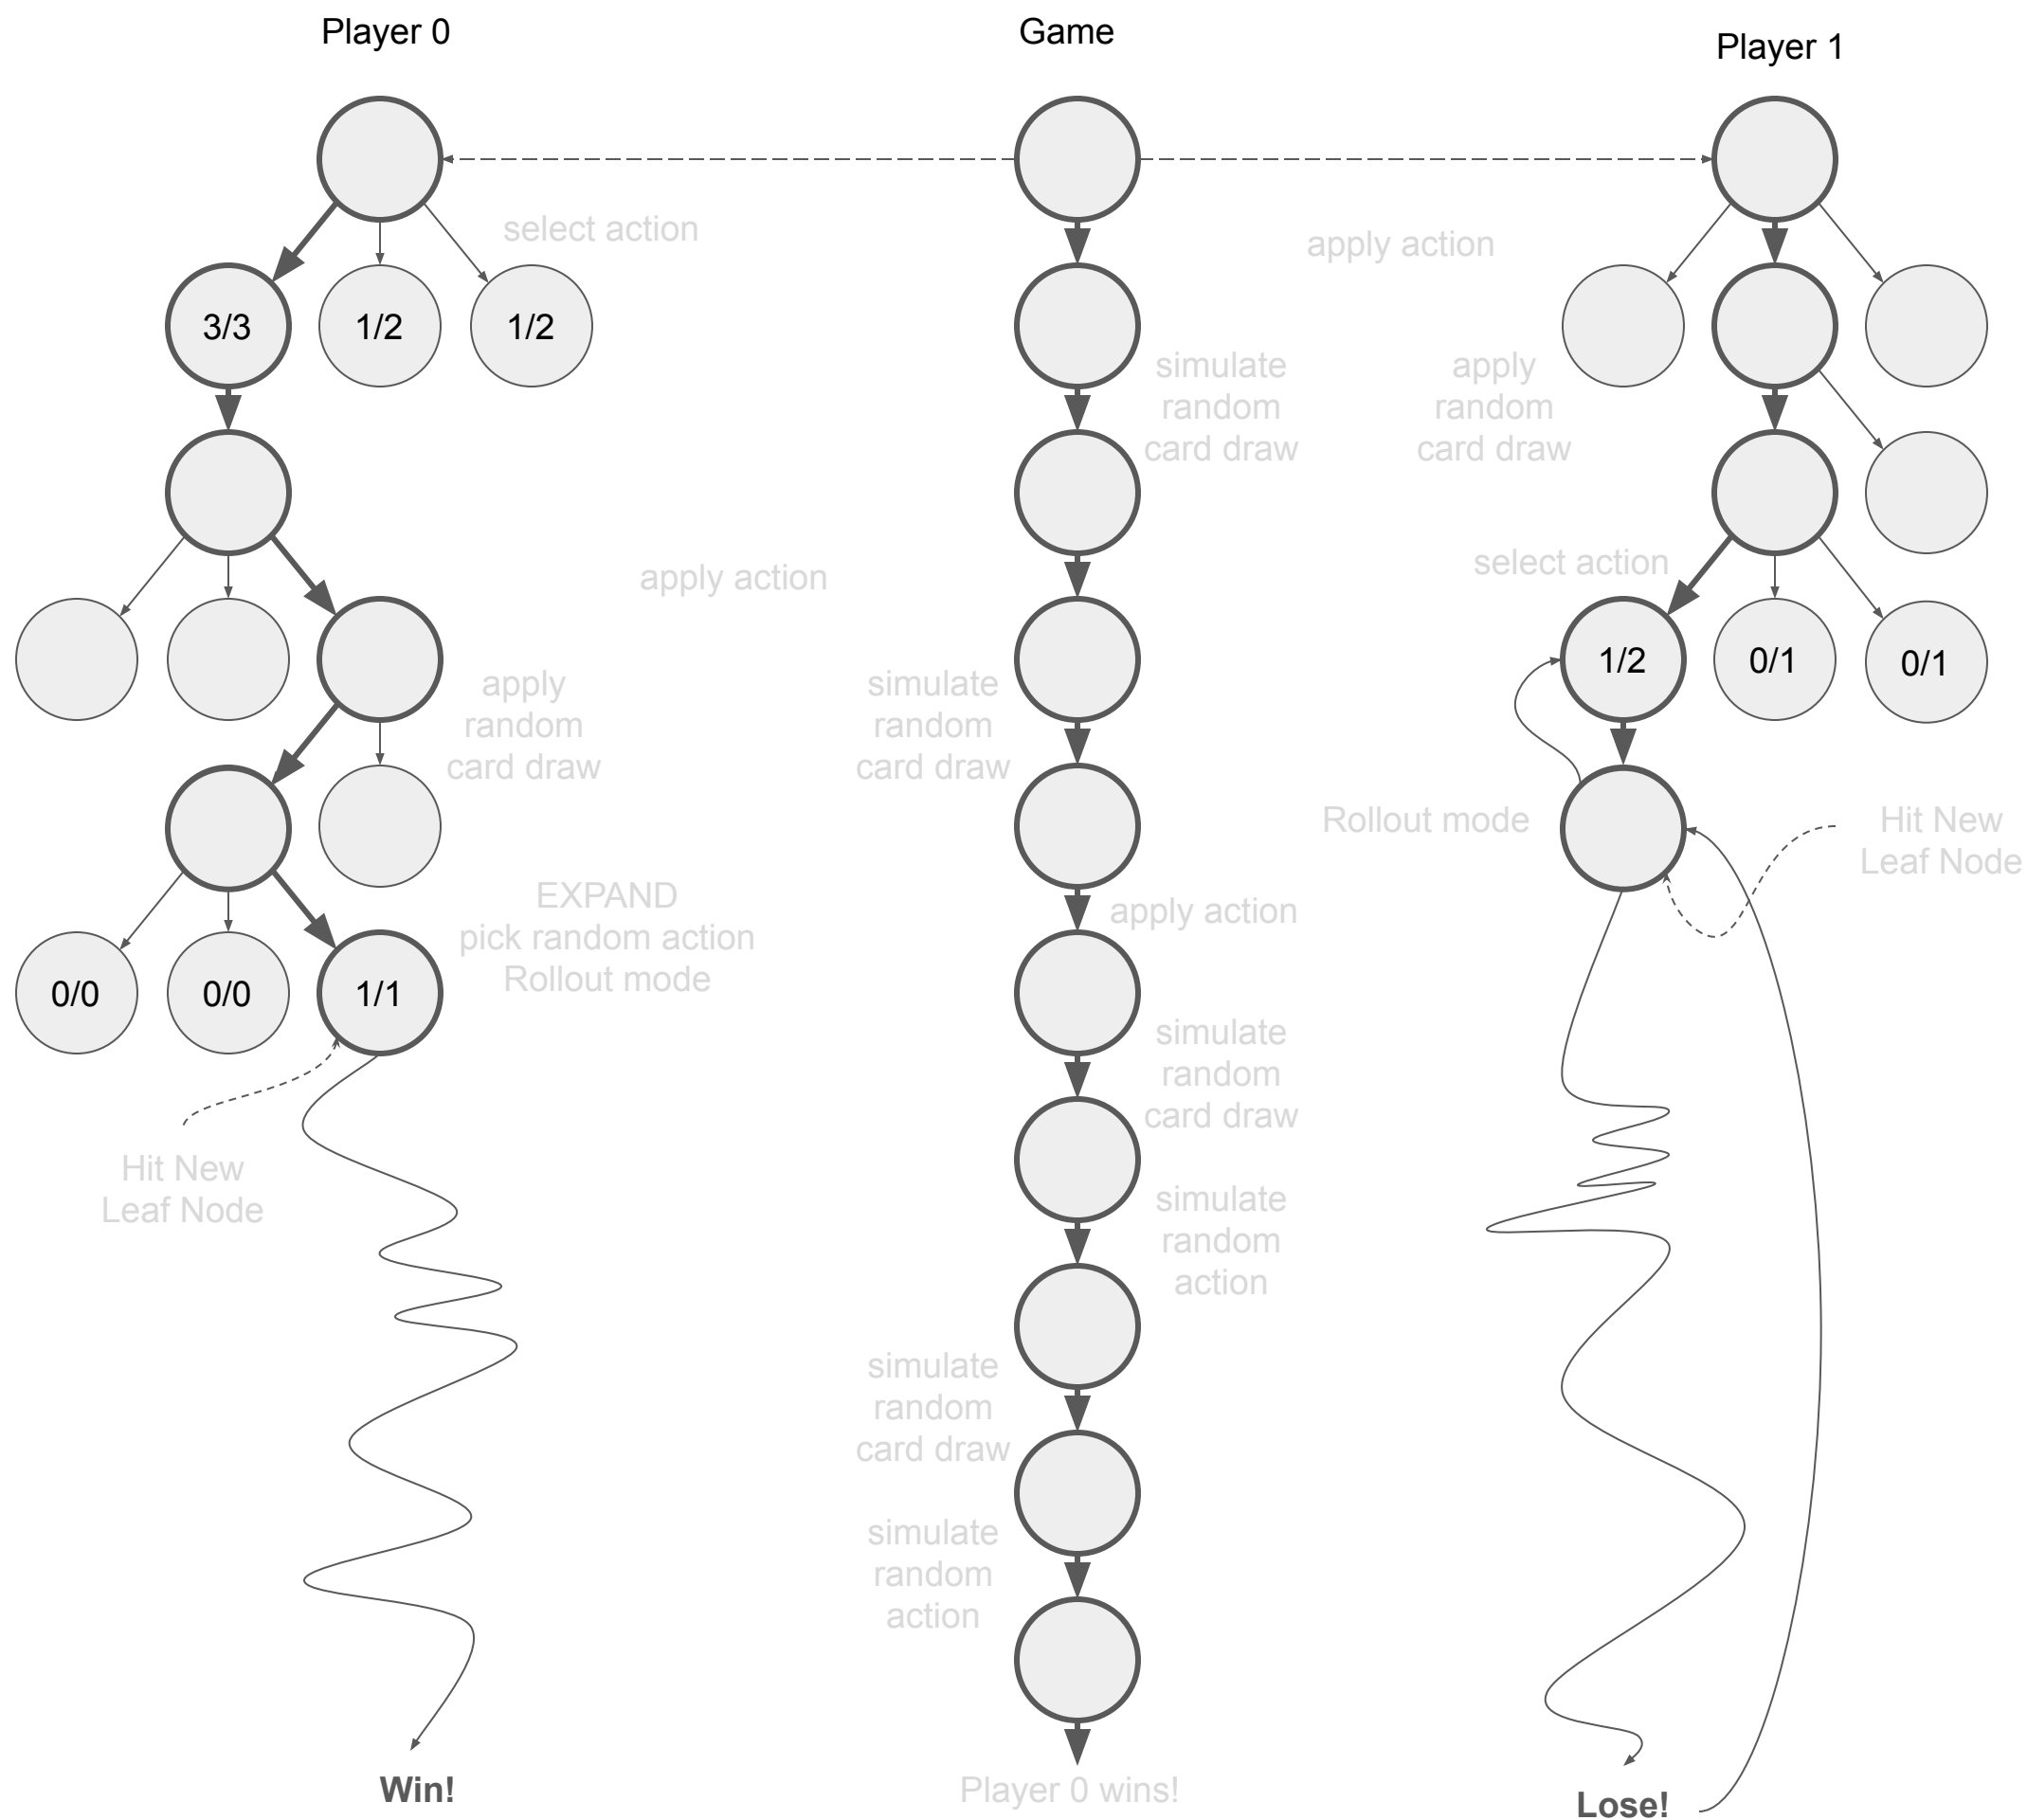 Player 0
Game
Player 1
select action
apply action
3/3
1/2
1/2
simulate
random
card draw
apply
random
card draw
apply action
select action
apply
random
card draw
simulate
random
card draw
1/2
0/1
0/1
Rollout mode
Hit New
Leaf Node
EXPAND
pick random action
Rollout mode
apply action
0/0
0/0
1/1
simulate
random
card draw
Hit New
Leaf Node
simulate
random
action
simulate
random
card draw
simulate
random
action
Win!
Player 0 wins!
Lose!